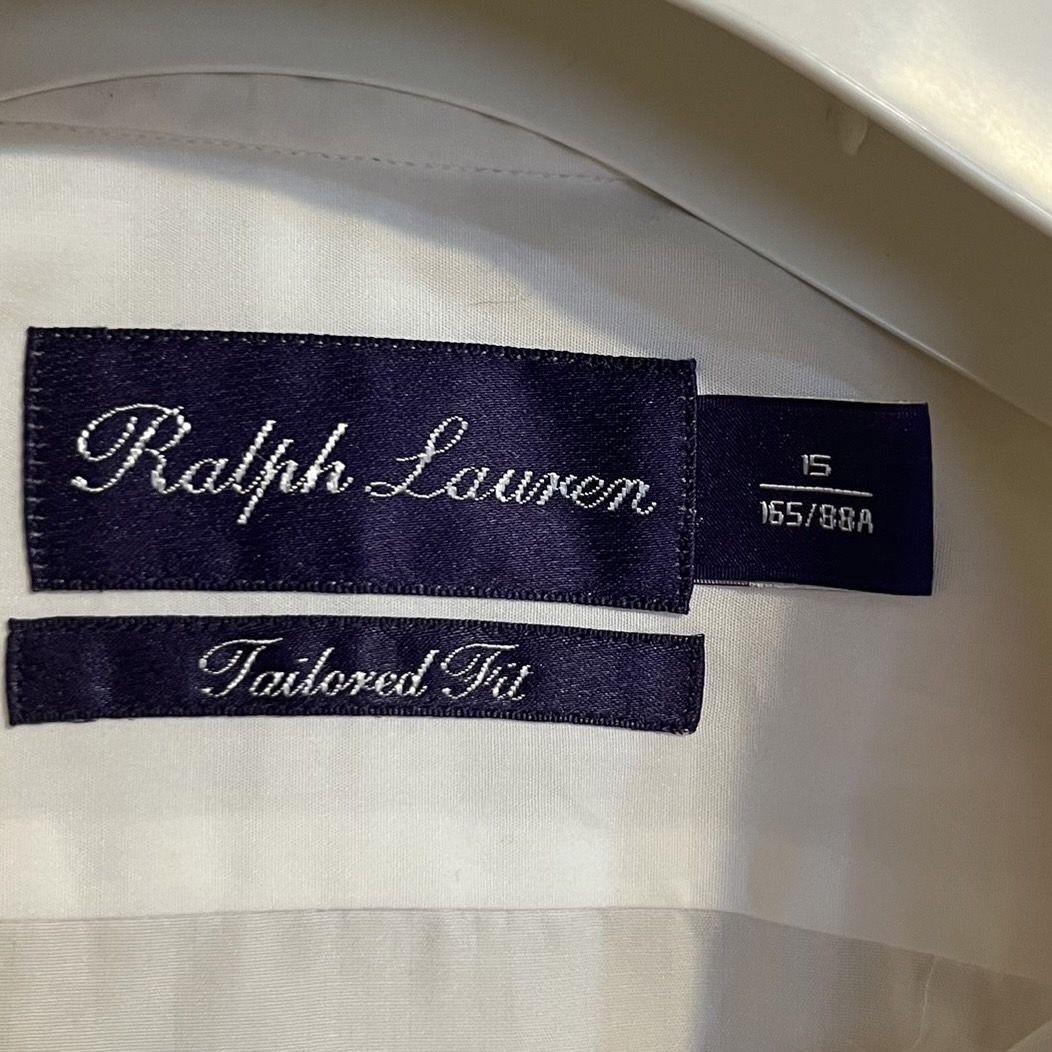 Ralph Lauren
15
165/88A
Tailored Fit